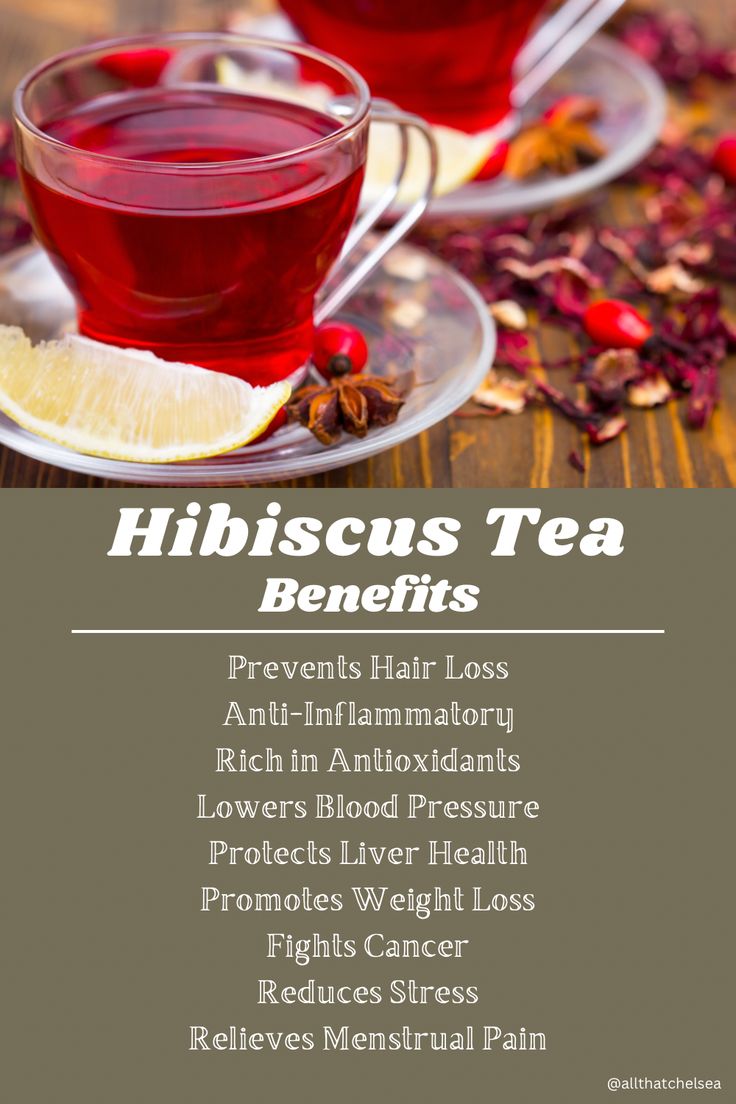 Hibiscus Tea
Benefits
Prevents Hair Loss
Anti-Inflammatory
Rich in Antioxidants
Lowers Blood Pressure
Protects Liver Health
Promotes Weight Loss
Fights Cancer
Reduces Stress
Relieves Menstrual Pain
@allthatchelsea